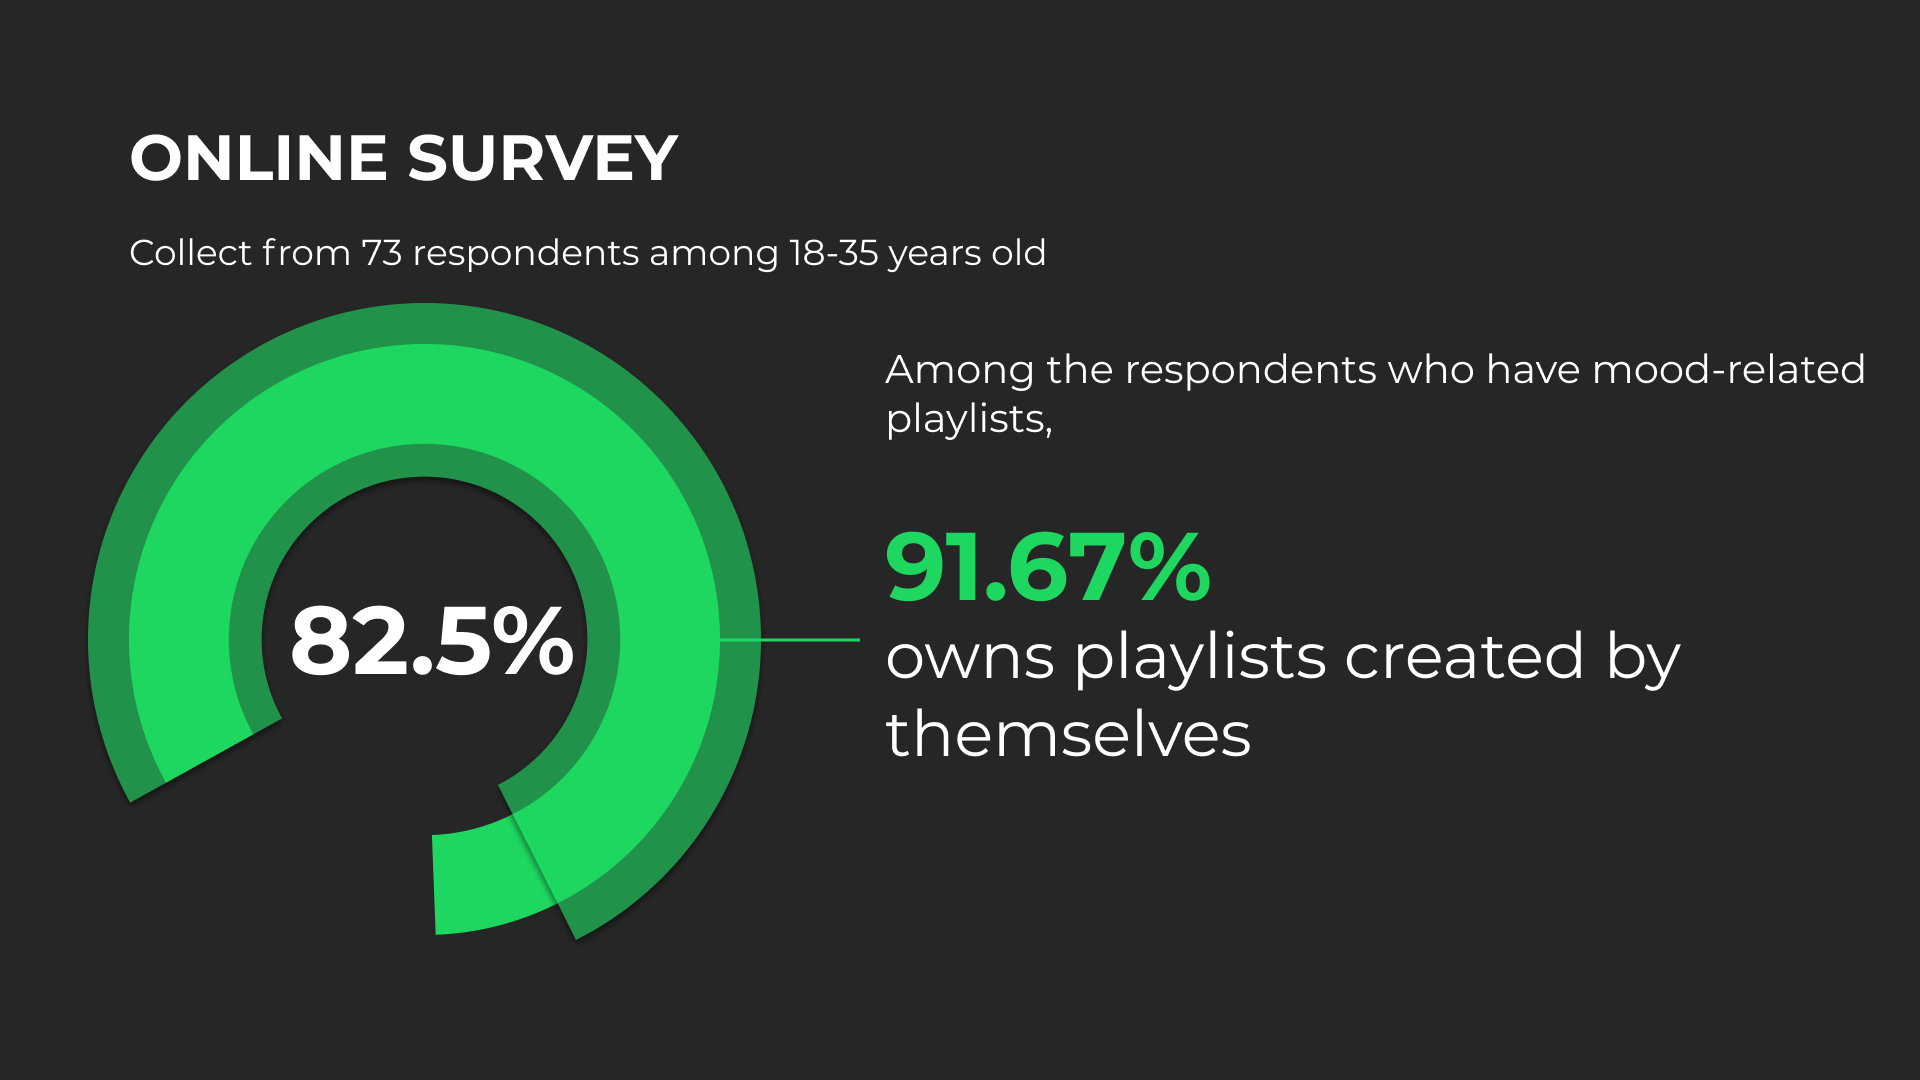 ONLINE SURVEY
Collect from 73 respondents among 18-35 years old
82.5%
Among the respondents who have mood-related
playlists,
91.67%
owns playlists created by
themselves